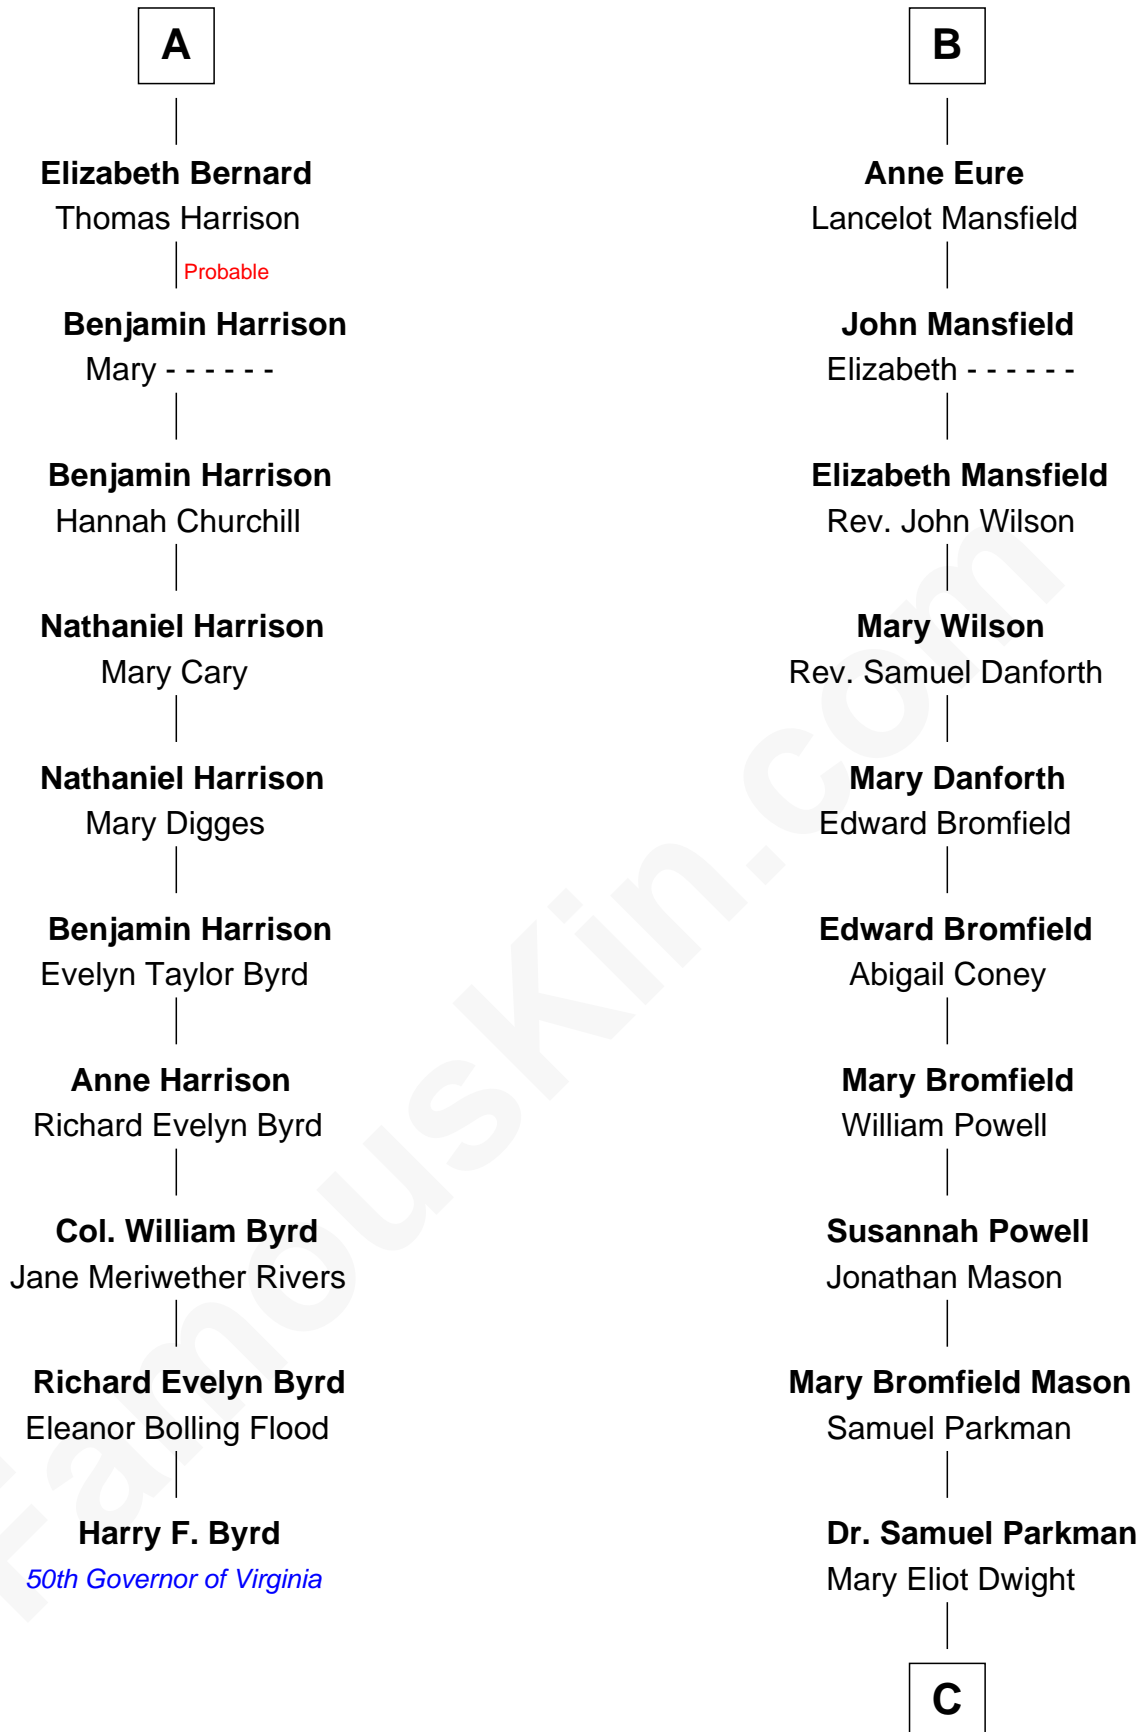 A
Elizabeth Bernard
Thomas Harrison
Probable
Benjamin Harrison
Mary - - - - - -
Benjamin Harrison
Hannah Churchill
Nathaniel Harrison
Mary Cary
Nathaniel Harrison
Mary Digges
Benjamin Harrison
Evelyn Taylor Byrd
Anne Harrison
Richard Evelyn Byrd
Col. William Byrd
Jane Meriwether Rivers
Richard Evelyn Byrd
Eleanor Bolling Flood
Harry F. Byrd
50th Governor of Virginia
B
Anne Eure
Lancelot Mansfield
John Mansfield
Elizabeth - - - - - -
Elizabeth Mansfield
Rev. John Wilson
Mary Wilson
Rev. Samuel Danforth
Mary Danforth
Edward Bromfield
Edward Bromfield
Abigail Coney
Mary Bromfield
William Powell
Susannah Powell
Jonathan Mason
Mary Bromfield Mason
Samuel Parkman
Dr. Samuel Parkman
Mary Eliot Dwight
C
FamousKin.com